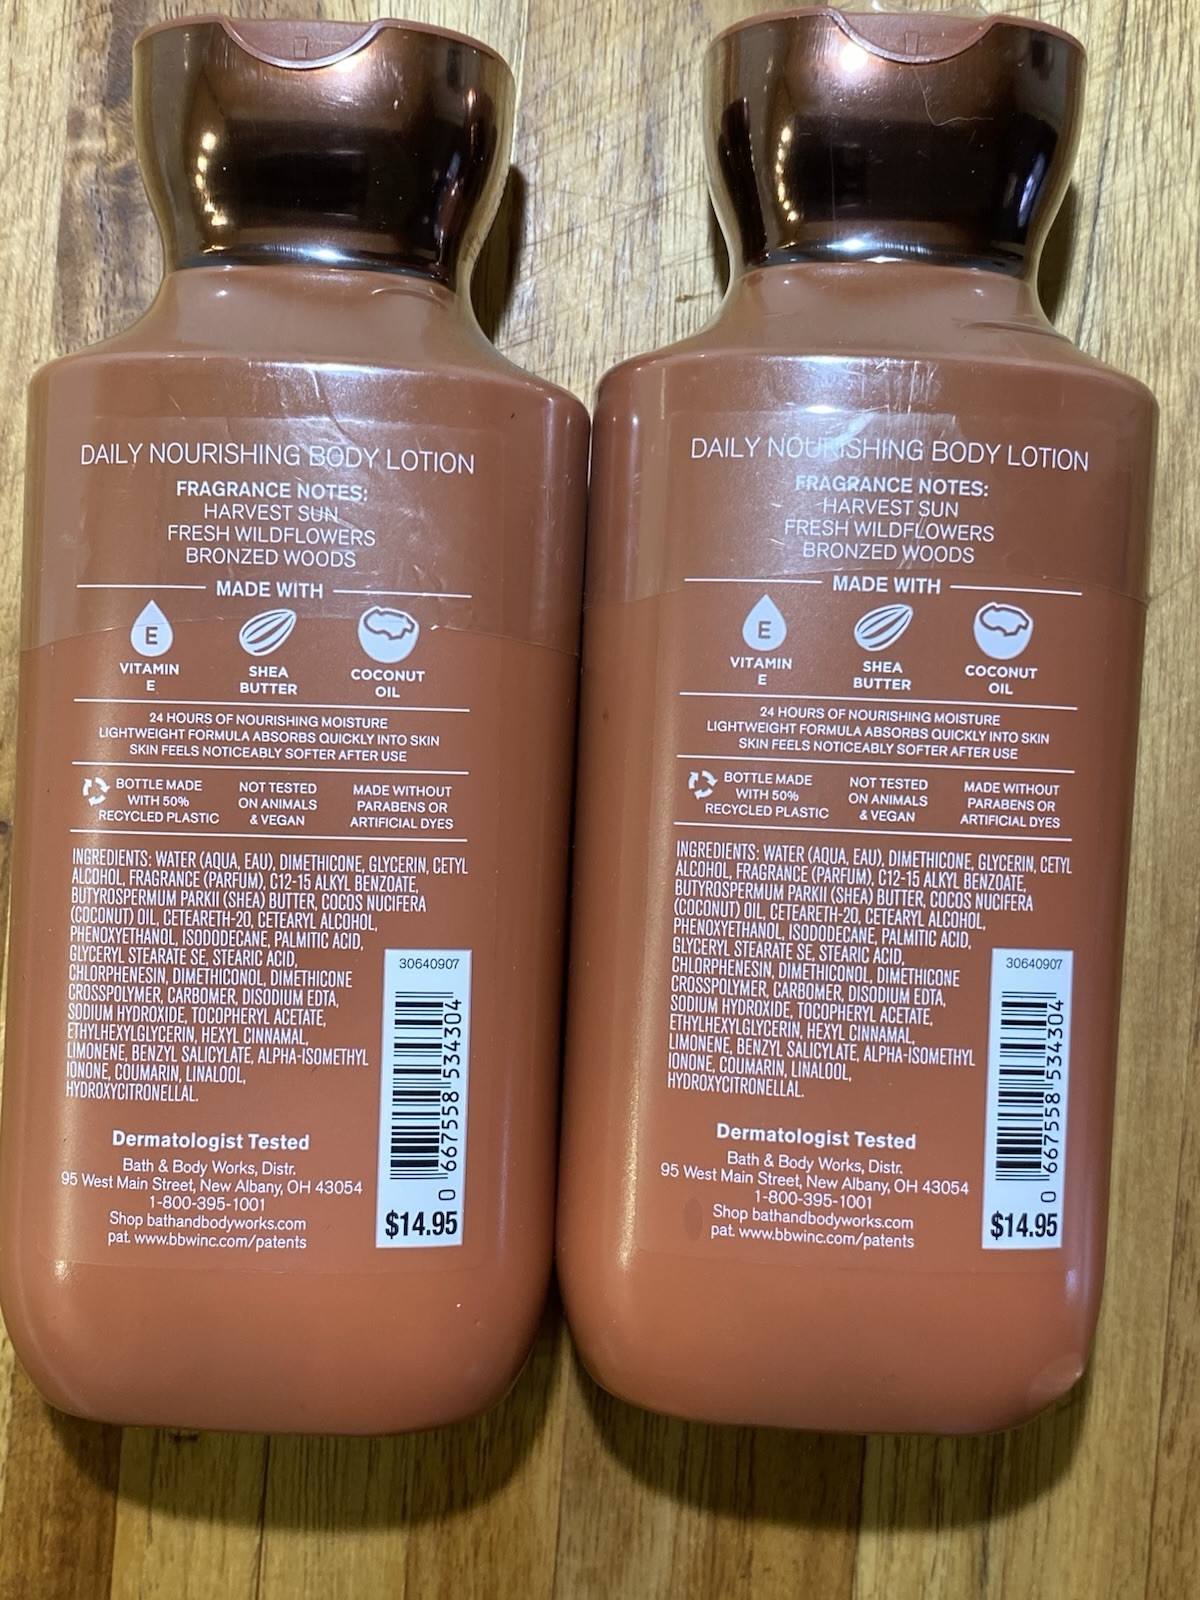 DAILY NOURISHING BODY LOTION
FRAGRANCE NOTES:
HARVEST SUN
FRESH WILDFLOWERS
BRONZED WOODS
MADE WITH
E
VITAMIN
E
SHEA
BUTTER
COCONUT
OIL
24 HOURS OF NOURISHING MOISTURE
LIGHTWEIGHT FORMULA ABSORBS QUICKLY INTO SKIN
SKIN FEELS NOTICEABLY SOFTER AFTER USE
BOTTLE MADE
WITH 50%
RECYCLED PLASTIC
NOT TESTED
ON ANIMALS
& VEGAN
MADE WITHOUT
PARABENS OR
ARTIFICIAL DYES
INGREDIENTS: WATER (AQUA, EAU), DIMETHICONE, GLYCERIN, CETYL
ALCOHOL, FRAGRANCE (PARFUM), C12-15 ALKYL BENZOATE,
BUTYROSPERMUM PARKII (SHEA) BUTTER, COCOS NUCIFERA
(COCONUT) OIL, CETEARETH-20, CETEARYL ALCOHOL,
PHENOXYETHANOL, ISODODECANE, PALMITIC ACID,
GLYCERYL STEARATE SE, STEARIC ACID,
CHLORPHENESIN, DIMETHICONOL, DIMETHICONE
CROSSPOLYMER, CARBOMER, DISODIUM EDTA,
SODIUM HYDROXIDE, TOCOPHERYL ACETATE,
ETHYLHEXYLGLYCERIN, HEXYL CINNAMAL,
LIMONENE, BENZYL SALICYLATE, ALPHA-ISOMETHYL
IONONE, COUMARIN, LINALOOL,
HYDROXYCITRONELLAL.
30640907
0 667558 534304
$14.95
Dermatologist Tested
Bath & Body Works, Distr.
95 West Main Street, New Albany, OH 43054
1-800-395-1001
Shop bathandbodyworks.com
pat. www.bbwinc.com/patents
DAILY NOURISHING BODY LOTION
FRAGRANCE NOTES:
HARVEST SUN
FRESH WILDFLOWERS
BRONZED WOODS
MADE WITH
E
VITAMIN
E
SHEA
BUTTER
COCONUT
OIL
24 HOURS OF NOURISHING MOISTURE
LIGHTWEIGHT FORMULA ABSORBS QUICKLY INTO SKIN
SKIN FEELS NOTICEABLY SOFTER AFTER USE
BOTTLE MADE
WITH 50%
RECYCLED PLASTIC
NOT TESTED
ON ANIMALS
& VEGAN
MADE WITHOUT
PARABENS OR
ARTIFICIAL DYES
INGREDIENTS: WATER (AQUA, EAU), DIMETHICONE, GLYCERIN, CETYL
ALCOHOL, FRAGRANCE (PARFUM), C12-15 ALKYL BENZOATE,
BUTYROSPERMUM PARKII (SHEA) BUTTER, COCOS NUCIFERA
(COCONUT) OIL, CETEARETH-20, CETEARYL ALCOHOL,
PHENOXYETHANOL, ISODODECANE, PALMITIC ACID,
GLYCERYL STEARATE SE, STEARIC ACID,
CHLORPHENESIN, DIMETHICONOL, DIMETHICONE
CROSSPOLYMER, CARBOMER, DISODIUM EDTA,
SODIUM HYDROXIDE, TOCOPHERYL ACETATE,
ETHYLHEXYLGLYCERIN, HEXYL CINNAMAL,
LIMONENE, BENZYL SALICYLATE, ALPHA-ISOMETHYL
IONONE, COUMARIN, LINALOOL,
HYDROXYCITRONELLAL.
30640907
0 667558 534304
$14.95
Dermatologist Tested
Bath & Body Works, Distr.
95 West Main Street, New Albany, OH 43054
1-800-395-1001
Shop bathandbodyworks.com
pat. www.bbwinc.com/patents